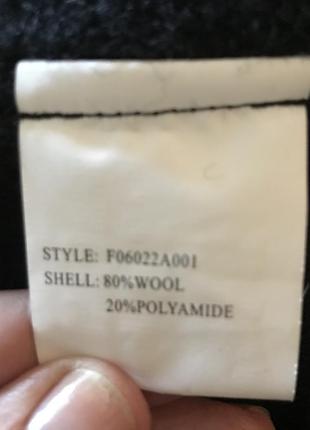 STYLE: F06022A001
SHELL: 80%WOOL
20%POLYAMIDE